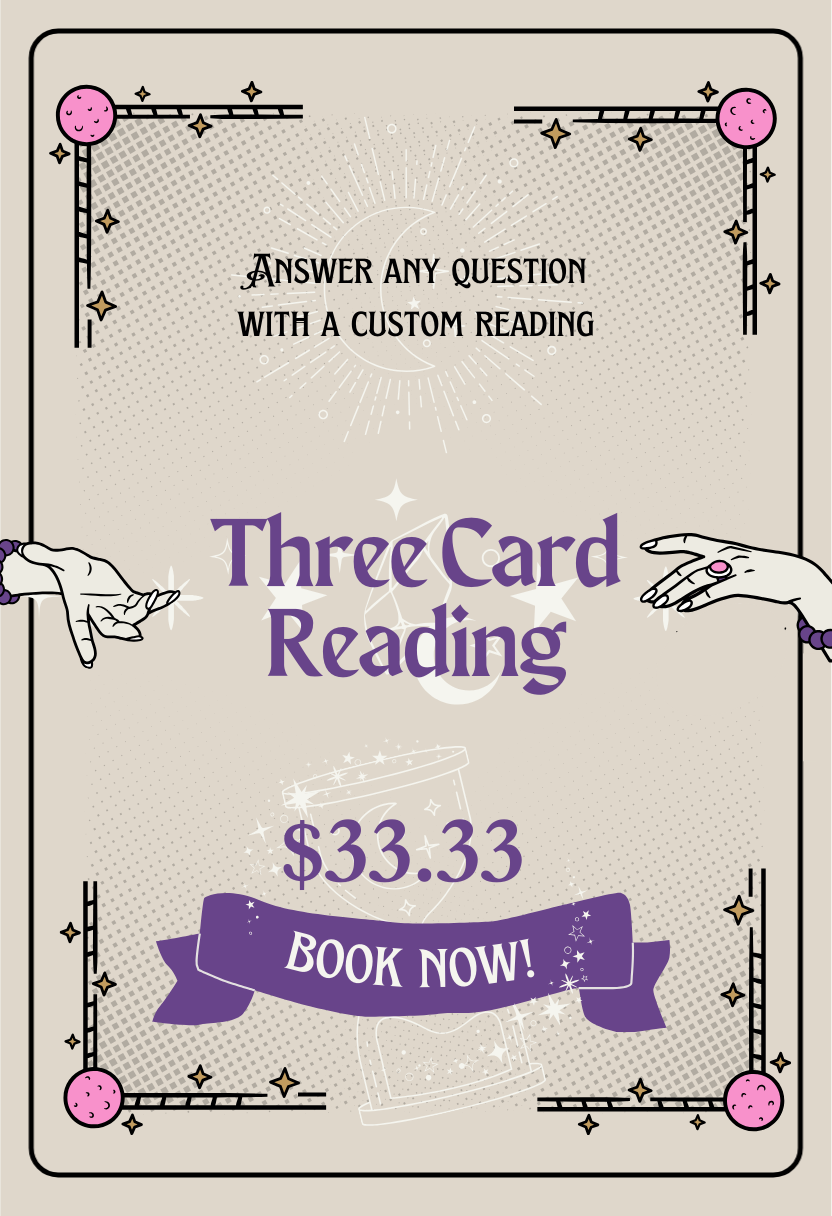 Answer any question
with a custom reading
Three Card
Reading
$33.33
Book now!